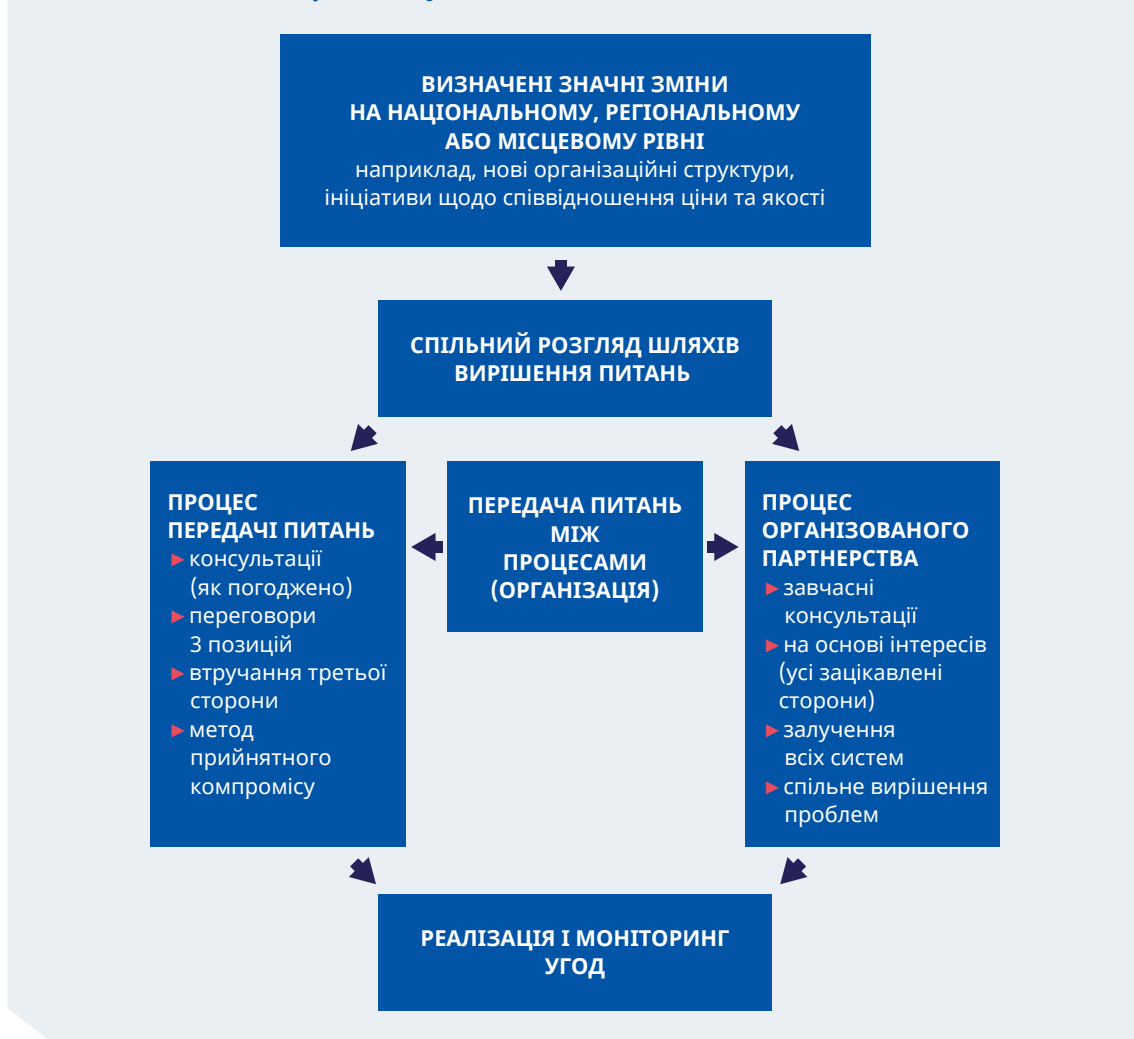 ВИЗНАЧЕНІ ЗНАЧНІ ЗМІНИ
НА НАЦІОНАЛЬНОМУ, РЕГІОНАЛЬНОМУ
АБО МІСЦЕВОМУ РІВНІ
наприклад, нові організаційні структури,
ініціативи щодо співвідношення ціни та якості
СПІЛЬНИЙ РОЗГЛЯД ШЛЯХІВ
ВИРІШЕННЯ ПИТАНЬ
ПРОЦЕС
ПЕРЕДАЧІ ПИТАНЬ
►консультації
(як погоджено)
►переговори
З позицій
►втручання третьої
сторони
►метод
прийнятного
компромісу
ПЕРЕДАЧА ПИТАНЬ
МІЖ
ПРОЦЕСАМИ
(ОРГАНІЗАЦІЯ)
ПРОЦЕС
ОРГАНІЗОВАНОГО
ПАРТНЕРСТВА
►завчасні
консультації
►на основі інтересів
(усі зацікавлені
сторони)
►залучення
всіх систем
►спільне вирішення
проблем
РЕАЛІЗАЦІЯ І МОНІТОРИНГ
УГОД